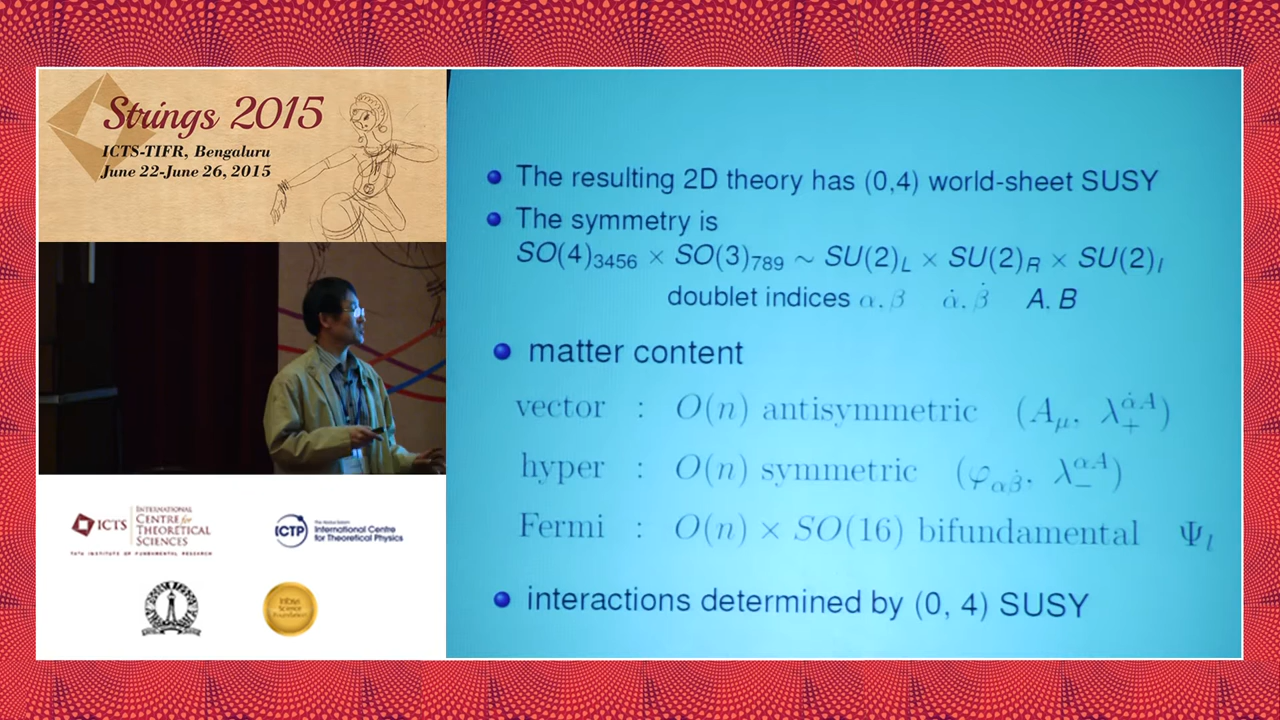 Strings 2015
ICTS-TIFR, Bengaluru
June 22-June 26, 2015
ICTS
INTERNATIONAL
CENTRE for
THEORETICAL
SCIENCES
TATA INSTITUTE OF FUNDAMENTAL RESEARCH
ICTP
The Abdus Salam
International Centre
for Theoretical Physics
Infosys
Science
Foundation
The resulting 2D theory has (0,4) world-sheet SUSY
The symmetry is
SO(4)₃₄₅₆ × SO(3)₇₈₉ ~ SU(2)_L × SU(2)_R × SU(2)_I
doublet indices α, β α̇, β̇ A, B
matter content
vector : O(n) antisymmetric (A_μ, λ₊^{α̇A})
hyper : O(n) symmetric (φ_{αβ̇}, λ₋^{αA})
Fermi : O(n) × SO(16) bifundamental Ψ_l
interactions determined by (0, 4) SUSY